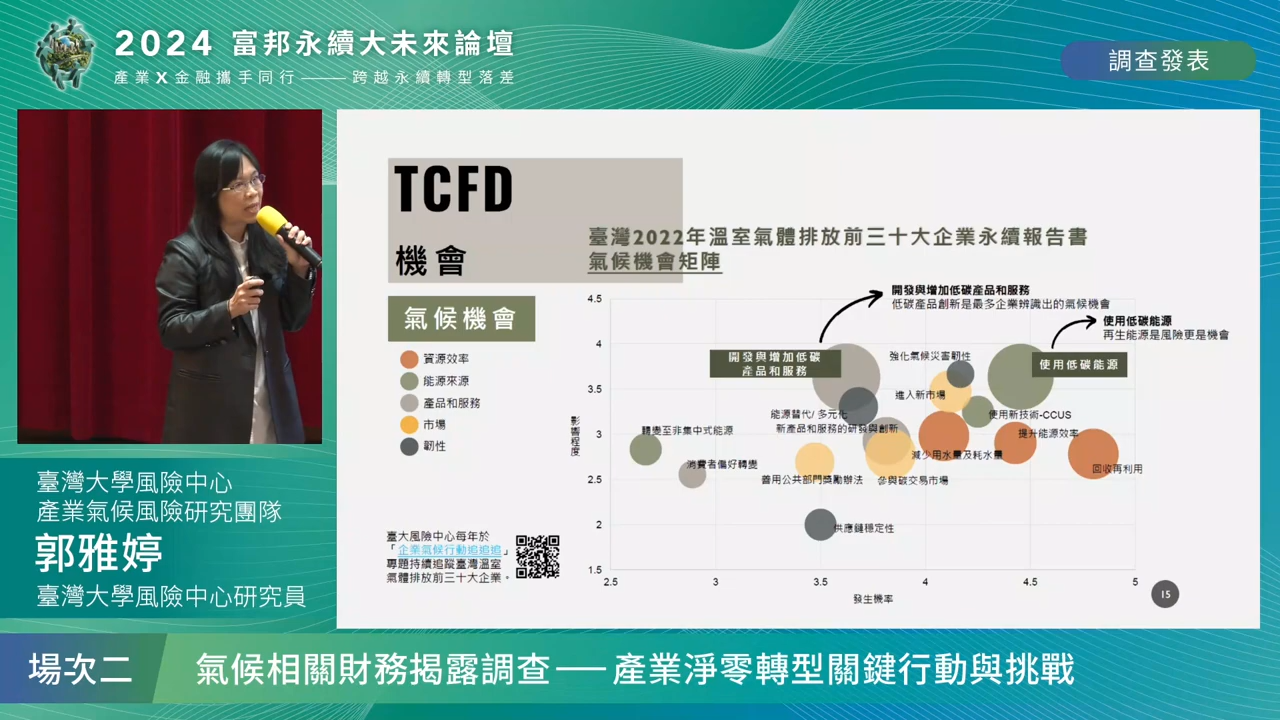 2024 富邦永續大未來論壇
產業X金融攜手同行——跨越永續轉型落差
調查發表
TCFD
機會
臺灣2022年溫室氣體排放前三十大企業永續報告書
氣候機會矩陣
氣候機會
資源效率
能源來源
產品和服務
市場
韌性
開發與增加低碳產品和服務
低碳產品創新是最多企業辨識出的氣候機會
使用低碳能源
再生能源是風險更是機會
4.5
4
3.5
3
2.5
2
1.5
影響程度
開發與增加低碳
產品和服務
強化氣候災害韌性
使用低碳能源
進入新市場
能源替代/ 多元化
使用新技術-CCUS
新產品和服務的研發與創新
轉變至非集中式能源
提升能源效率
減少用水量及耗水量
消費者偏好轉變
回收再利用
善用公共部門獎勵辦法
參與碳交易市場
供應鏈穩定性
2.5
3
3.5
4
4.5
5
發生機率
臺大風險中心每年於
「企業氣候行動追追追」
專題持續追蹤臺灣溫室
氣體排放前三十大企業。
15
臺灣大學風險中心
產業氣候風險研究團隊
郭雅婷
臺灣大學風險中心研究員
場次二
氣候相關財務揭露調查——產業淨零轉型關鍵行動與挑戰